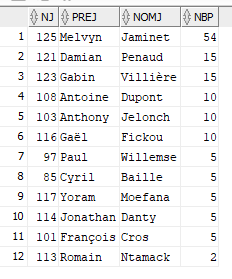 NJ PREJ NOMJ NBP
1 125 Melvyn Jaminet 54
2 121 Damian Penaud 15
3 123 Gabin Villière 15
4 108 Antoine Dupont 10
5 103 Anthony Jelonch 10
6 116 Gaël Fickou 10
7 97 Paul Willemse 5
8 85 Cyril Baille 5
9 117 Yoram Moefana 5
10 114 Jonathan Danty 5
11 101 François Cros 5
12 113 Romain Ntamack 2